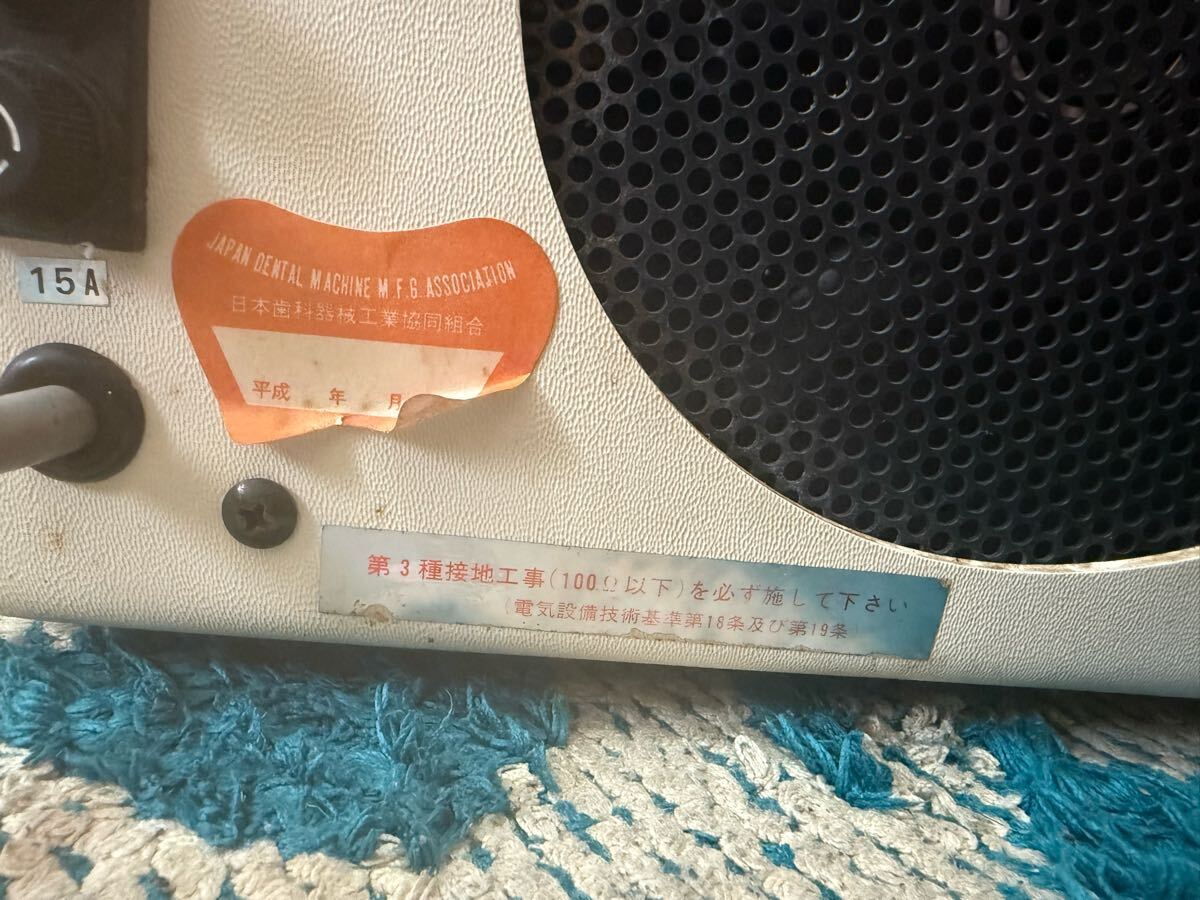 JAPAN DENTAL MACHINE M.F.G. ASSOCIATION
日本歯科器械工業協同組合
平成 年 月
15A
第3種接地工事(100Ω以下)を必ず施して下さい
(電気設備技術基準第18条及び第19条)